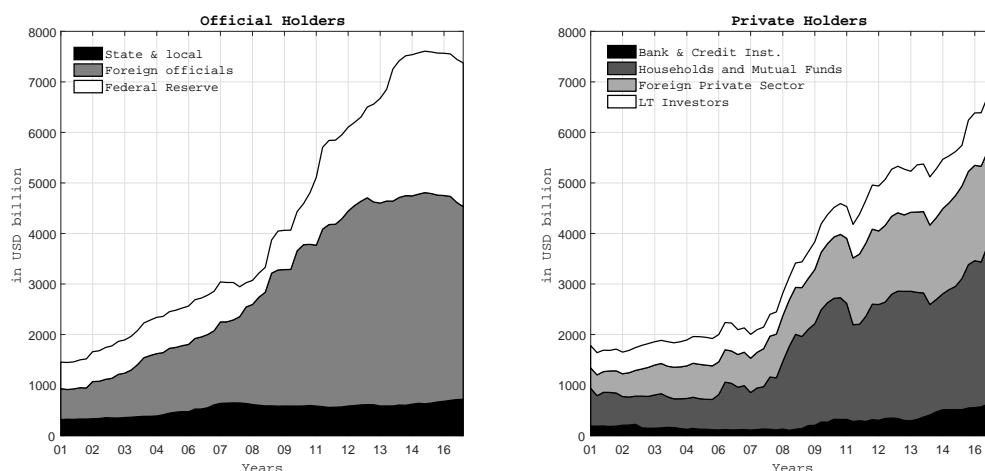 Official Holders
8000
7000
6000
5000
4000
3000
2000
1000
0
in USD billion
State & local
Foreign officials
Federal Reserve
01 02 03 04 05 06 07 08 09 10 11 12 13 14 15 16
Years
Private Holders
8000
7000
6000
5000
4000
3000
2000
1000
0
in USD billion
Bank & Credit Inst.
Households and Mutual Funds
Foreign Private Sector
LT Investors
01 02 03 04 05 06 07 08 09 10 11 12 13 14 15 16
Years